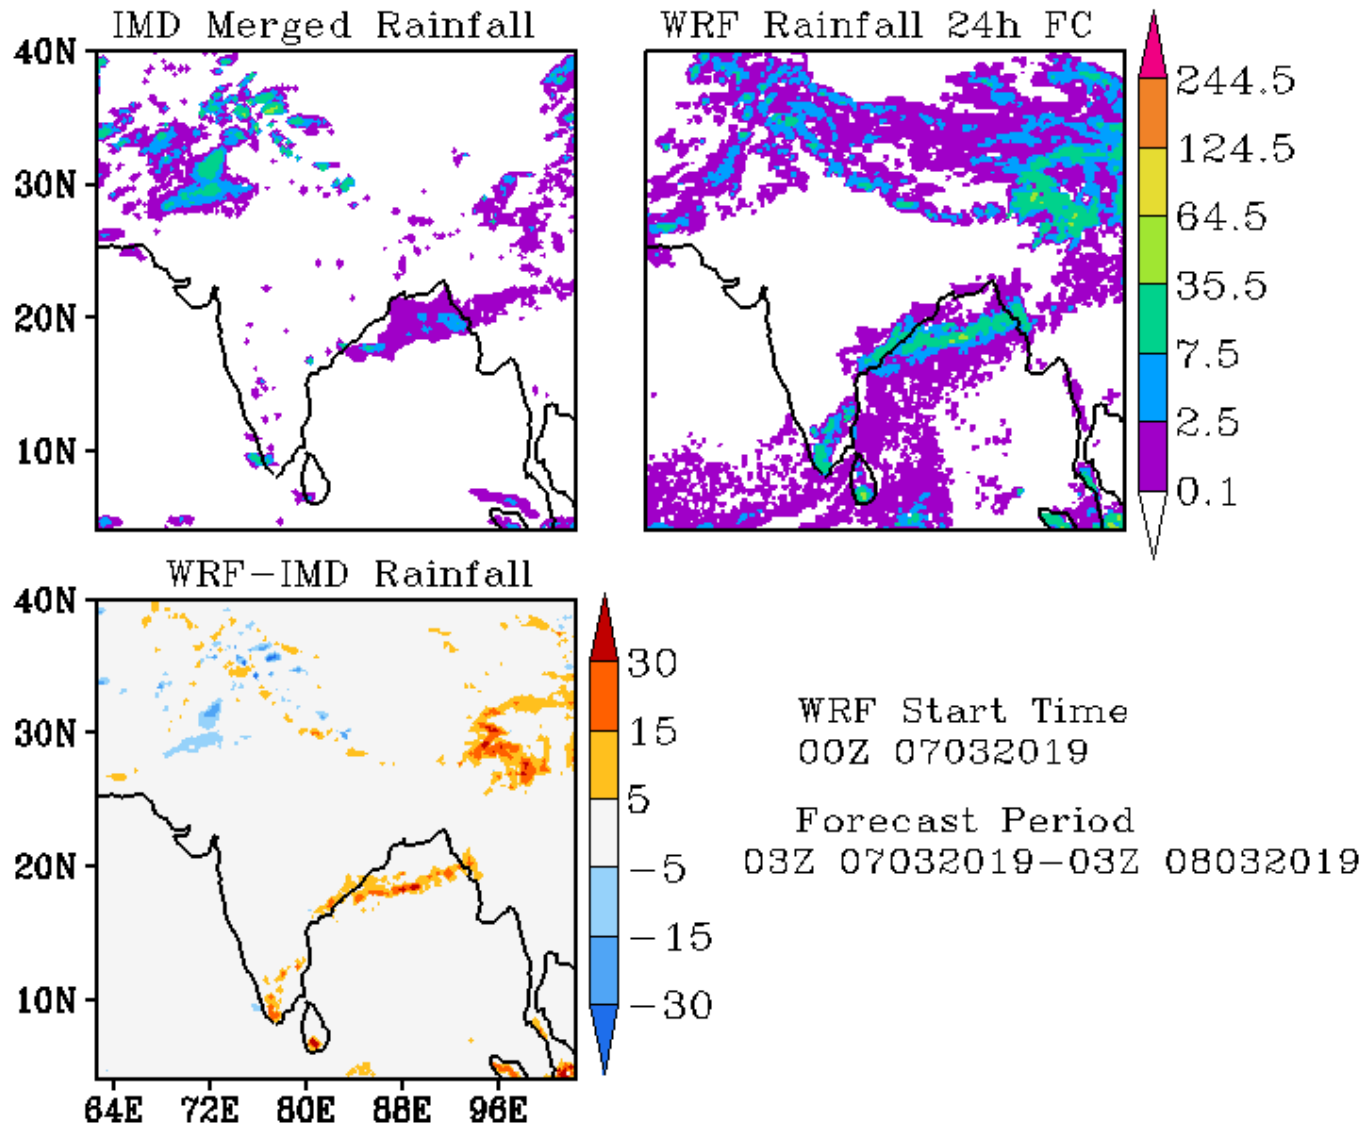 IMD Merged Rainfall
WRF Rainfall 24h FC
40N
30N
20N
10N
244.5
124.5
64.5
35.5
7.5
2.5
0.1
WRF-IMD Rainfall
40N
30N
20N
10N
64E 72E 80E 88E 96E
30
15
5
-5
-15
-30
WRF Start Time
00Z 07032019
Forecast Period
03Z 07032019-03Z 08032019